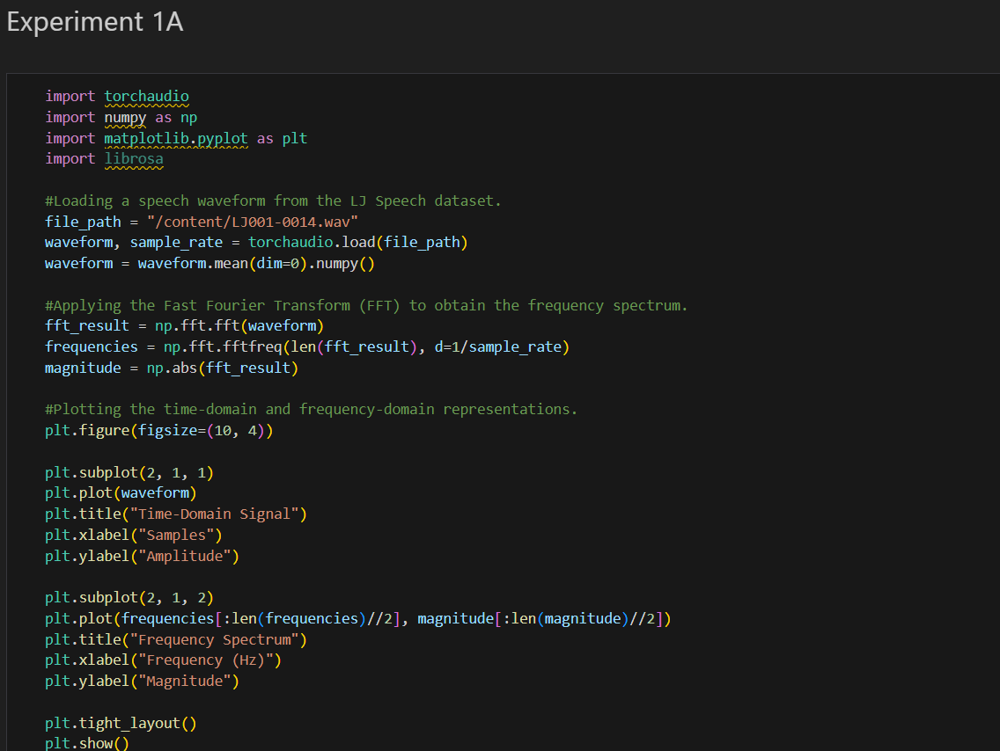 Experiment 1A
import torchaudio
import numpy as np
import matplotlib.pyplot as plt
import librosa
#Loading a speech waveform from the LJ Speech dataset.
file_path = "/content/LJ001-0014.wav"
waveform, sample_rate = torchaudio.load(file_path)
waveform = waveform.mean(dim=0).numpy()
#Applying the Fast Fourier Transform (FFT) to obtain the frequency spectrum.
fft_result = np.fft.fft(waveform)
frequencies = np.fft.fftfreq(len(fft_result), d=1/sample_rate)
magnitude = np.abs(fft_result)
#Plotting the time-domain and frequency-domain representations.
plt.figure(figsize=(10, 4))
plt.subplot(2, 1, 1)
plt.plot(waveform)
plt.title("Time-Domain Signal")
plt.xlabel("Samples")
plt.ylabel("Amplitude")
plt.subplot(2, 1, 2)
plt.plot(frequencies[:len(frequencies)//2], magnitude[:len(magnitude)//2])
plt.title("Frequency Spectrum")
plt.xlabel("Frequency (Hz)")
plt.ylabel("Magnitude")
plt.tight_layout()
plt.show()